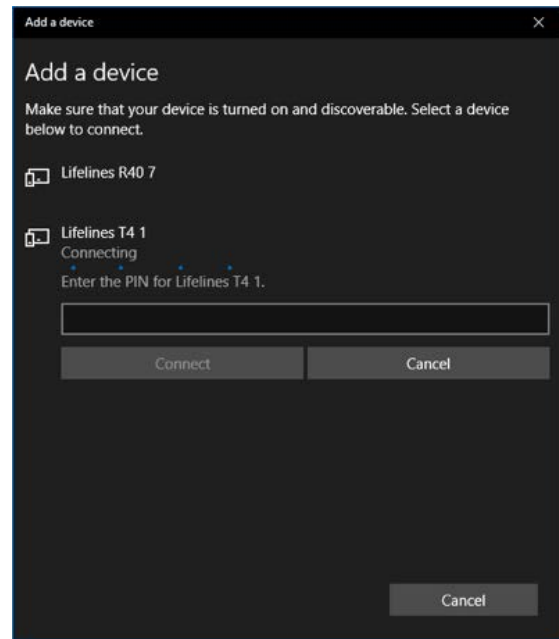 Add a device
Add a device
Make sure that your device is turned on and discoverable. Select a device
below to connect.
Lifelines R40 7
Lifelines T4 1
Connecting
Enter the PIN for Lifelines T4 1.
Connect Cancel
Cancel